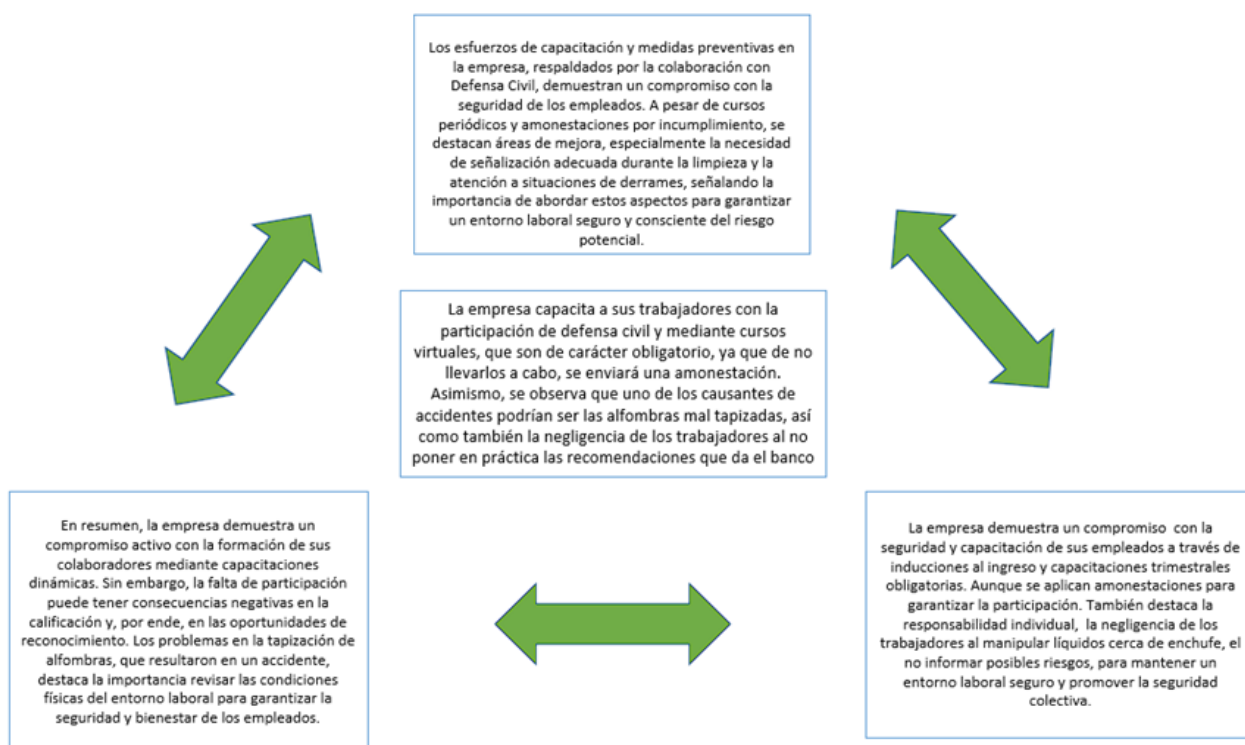 Los esfuerzos de capacitación y medidas preventivas en
la empresa, respaldados por la colaboración con
Defensa Civil, demuestran un compromiso con la
seguridad de los empleados. A pesar de cursos
periódicos y amonestaciones por incumplimiento, se
destacan áreas de mejora, especialmente la necesidad
de señalización adecuada durante la limpieza y la
atención a situaciones de derrames, señalando la
importancia de abordar estos aspectos para garantizar
un entorno laboral seguro y consciente del riesgo
potencial.
La empresa capacita a sus trabajadores con la
participación de defensa civil y mediante cursos
virtuales, que son de carácter obligatorio, ya que de no
llevarlos a cabo, se enviará una amonestación.
Asimismo, se observa que uno de los causantes de
accidentes podrían ser las alfombras mal tapizadas, así
como también la negligencia de los trabajadores al no
poner en práctica las recomendaciones que da el banco
En resumen, la empresa demuestra un
compromiso activo con la formación de sus
colaboradores mediante capacitaciones
dinámicas. Sin embargo, la falta de participación
puede tener consecuencias negativas en la
calificación y, por ende, en las oportunidades de
reconocimiento. Los problemas en la tapización de
alfombras, que resultaron en un accidente,
destaca la importancia revisar las condiciones
físicas del entorno laboral para garantizar la
seguridad y bienestar de los empleados.
La empresa demuestra un compromiso con la
seguridad y capacitación de sus empleados a través de
inducciones al ingreso y capacitaciones trimestrales
obligatorias. Aunque se aplican amonestaciones para
garantizar la participación. También destaca la
responsabilidad individual, la negligencia de los
trabajadores al manipular líquidos cerca de enchufe, el
no informar posibles riesgos, para mantener un
entorno laboral seguro y promover la seguridad
colectiva.